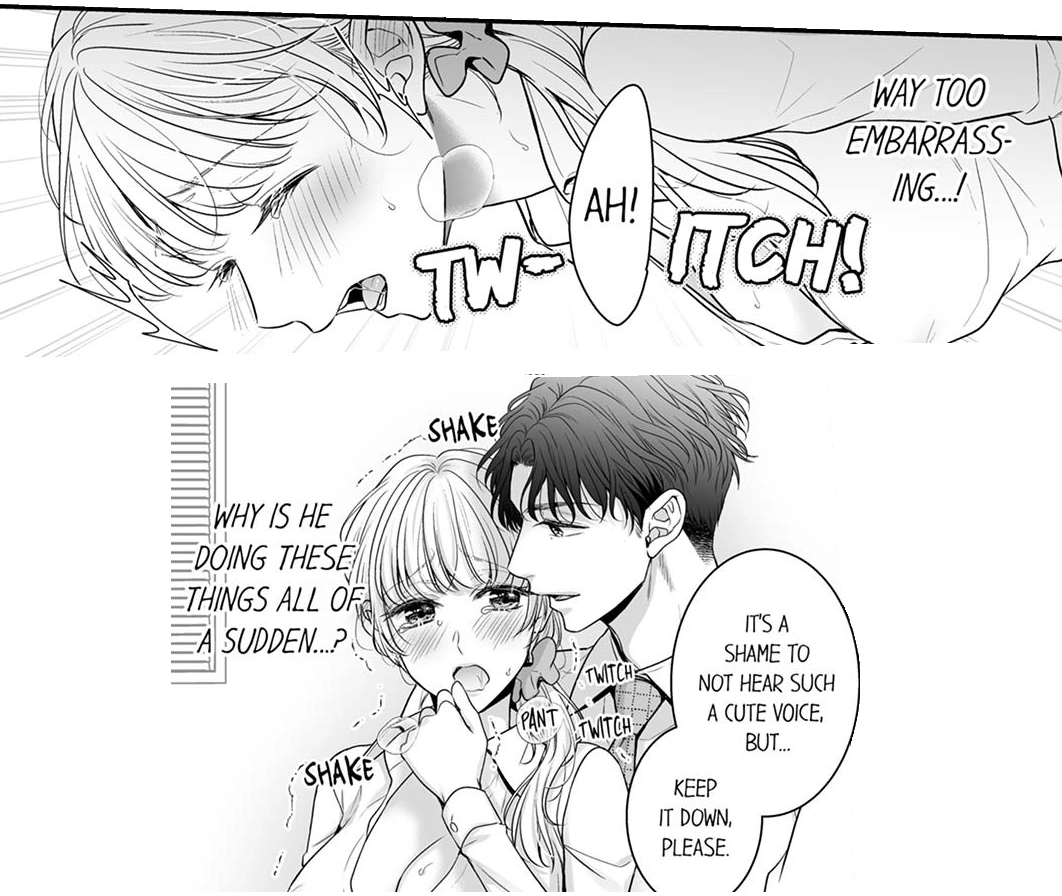 WAY TOO
EMBARRASS-
ING...!
AH!
TW-
ITCH!
SHAKE
WHY IS HE
DOING THESE
THINGS ALL OF
A SUDDEN...?
TWITCH
PANT
TWITCH
SHAKE
IT'S A
SHAME TO
NOT HEAR SUCH
A CUTE VOICE,
BUT...
KEEP
IT DOWN,
PLEASE.